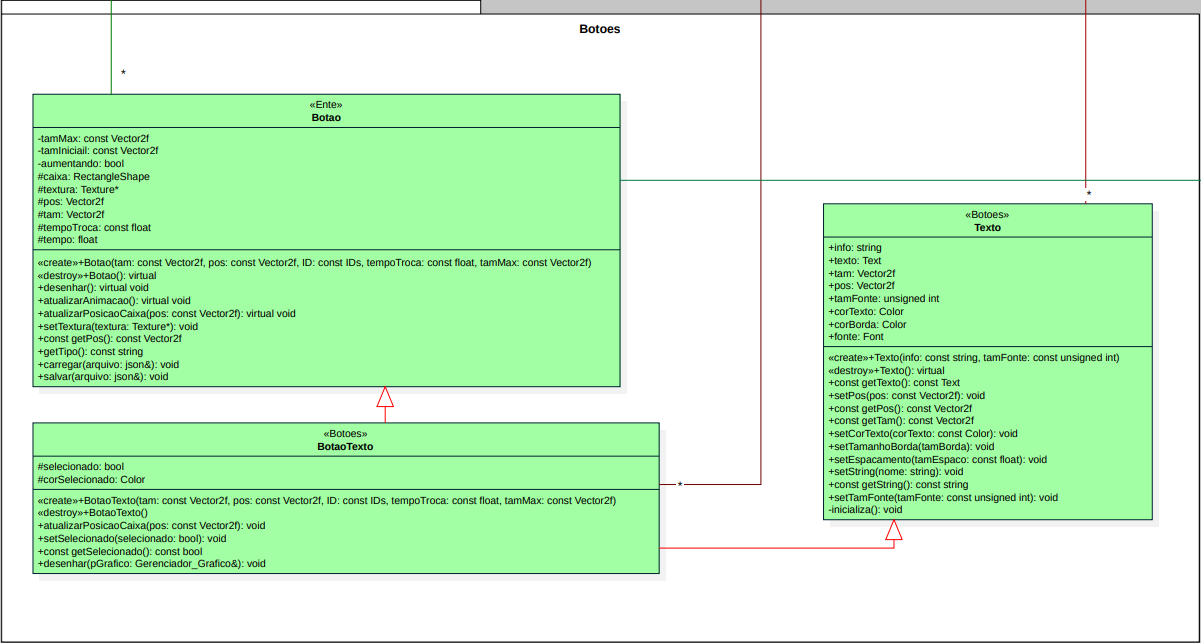 Botoes
*
«Ente»
Botao
-tamMax: const Vector2f
-tamIniciail: const Vector2f
-aumentando: bool
#caixa: RectangleShape
#textura: Texture*
#pos: Vector2f
#tam: Vector2f
#tempoTroca: const float
#tempo: float
«create»+Botao(tam: const Vector2f, pos: const Vector2f, ID: const IDs, tempoTroca: const float, tamMax: const Vector2f)
«destroy»+Botao(): virtual
+desenhar(): virtual void
+atualizarAnimacao(): virtual void
+atualizarPosicaoCaixa(pos: const Vector2f): virtual void
+setTextura(textura: Texture*): void
+const getPos(): const Vector2f
+getTipo(): const string
+carregar(arquivo: json&): void
+salvar(arquivo: json&): void
«Botoes»
BotaoTexto
#selecionado: bool
#corSelecionado: Color
«create»+BotaoTexto(tam: const Vector2f, pos: const Vector2f, ID: const IDs, tempoTroca: const float, tamMax: const Vector2f)
«destroy»+BotaoTexto()
+atualizarPosicaoCaixa(pos: const Vector2f): void
+setSelecionado(selecionado: bool): void
+const getSelecionado(): const bool
+desenhar(pGrafico: Gerenciador_Grafico&): void
*
*
«Botoes»
Texto
+info: string
+texto: Text
+tam: Vector2f
+pos: Vector2f
+tamFonte: unsigned int
+corTexto: Color
+corBorda: Color
+fonte: Font
«create»+Texto(info: const string, tamFonte: const unsigned int)
«destroy»+Texto(): virtual
+const getTexto(): const Text
+setPos(pos: const Vector2f): void
+const getPos(): const Vector2f
+const getTam(): const Vector2f
+setCorTexto(corTexto: const Color): void
+setTamanhoBorda(tamBorda): void
+setEspacamento(tamEspaco: const float): void
+setString(nome: string): void
+const getString(): const string
+setTamFonte(tamFonte: const unsigned int): void
-inicializa(): void